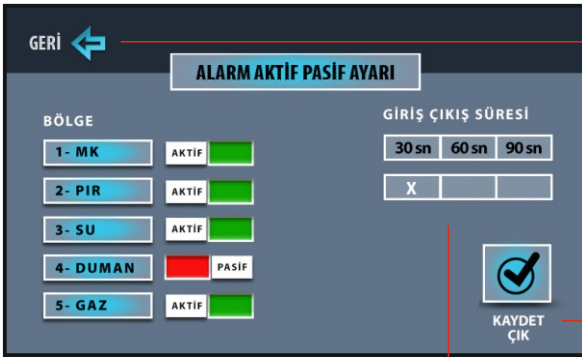 GERİ
ALARM AKTİF PASİF AYARI
BÖLGE
1- MK AKTİF
2- PIR AKTİF
3- SU AKTİF
4- DUMAN PASİF
5- GAZ AKTİF
GİRİŞ ÇIKIŞ SÜRESİ
30 sn 60 sn 90 sn
X
KAYDET
ÇIK